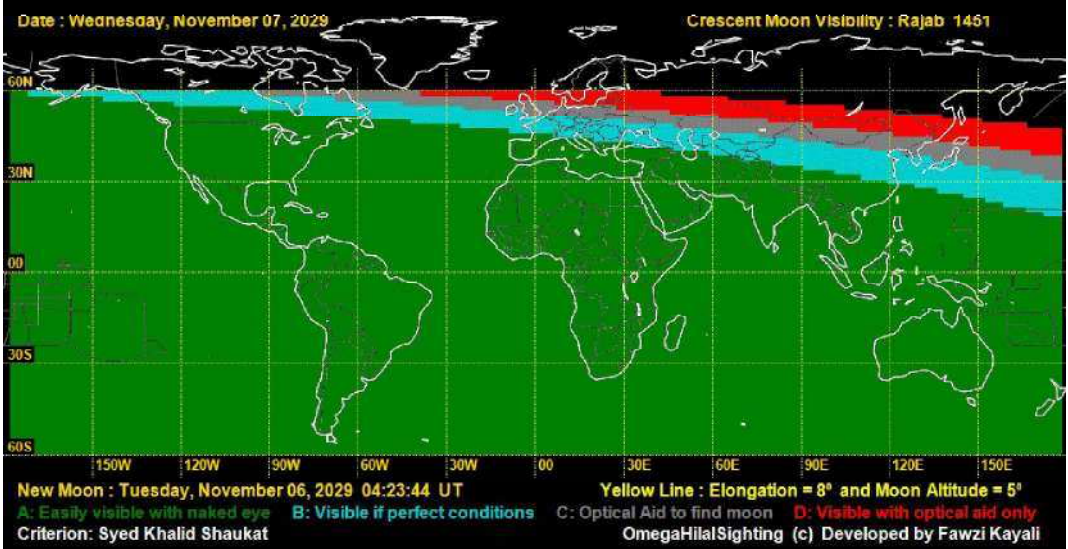 Date : Wednesday, November 07, 2029 Crescent Moon Visibility : Rajab 1451
60N
30N
00
30S
60S
150W 120W 90W 60W 30W 00 30E 60E 90E 120E 150E
New Moon : Tuesday, November 06, 2029 04:23:44 UT Yellow Line : Elongation = 8º and Moon Altitude = 5º
A: Easily visible with naked eye B: Visible if perfect conditions C: Optical Aid to find moon D: Visible with optical aid only
Criterion: Syed Khalid Shaukat OmegaHilalSighting (c) Developed by Fawzi Kayali